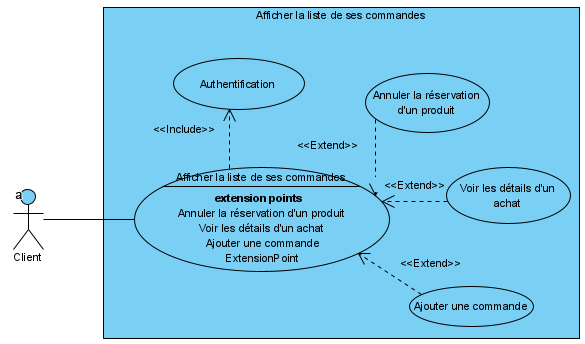 Afficher la liste de ses commandes
Authentification
Annuler la réservation
d'un produit
<<Include>>
<<Extend>>
Afficher la liste de ses commandes
extension points
Annuler la réservation d'un produit
Voir les détails d'un achat
Ajouter une commande
ExtensionPoint
<<Extend>>
Voir les détails d'un
achat
a
Client
<<Extend>>
Ajouter une commande